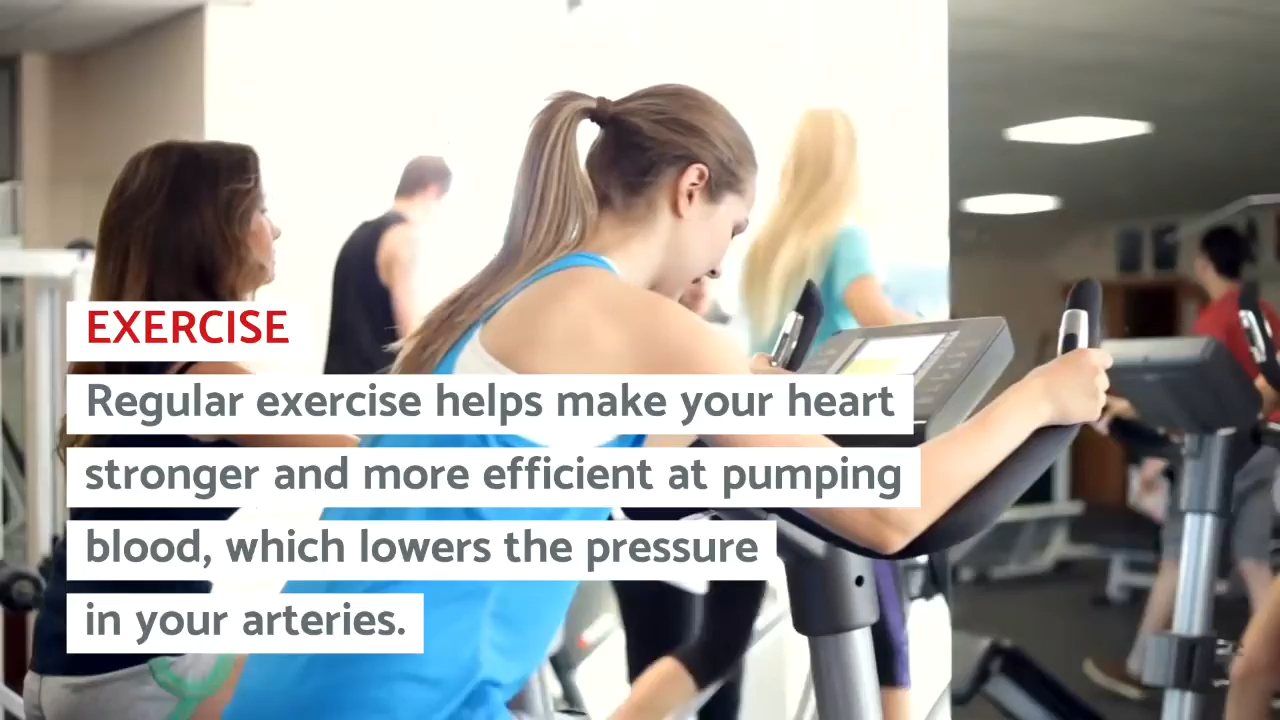 EXERCISE
Regular exercise helps make your heart
stronger and more efficient at pumping
blood, which lowers the pressure
in your arteries.